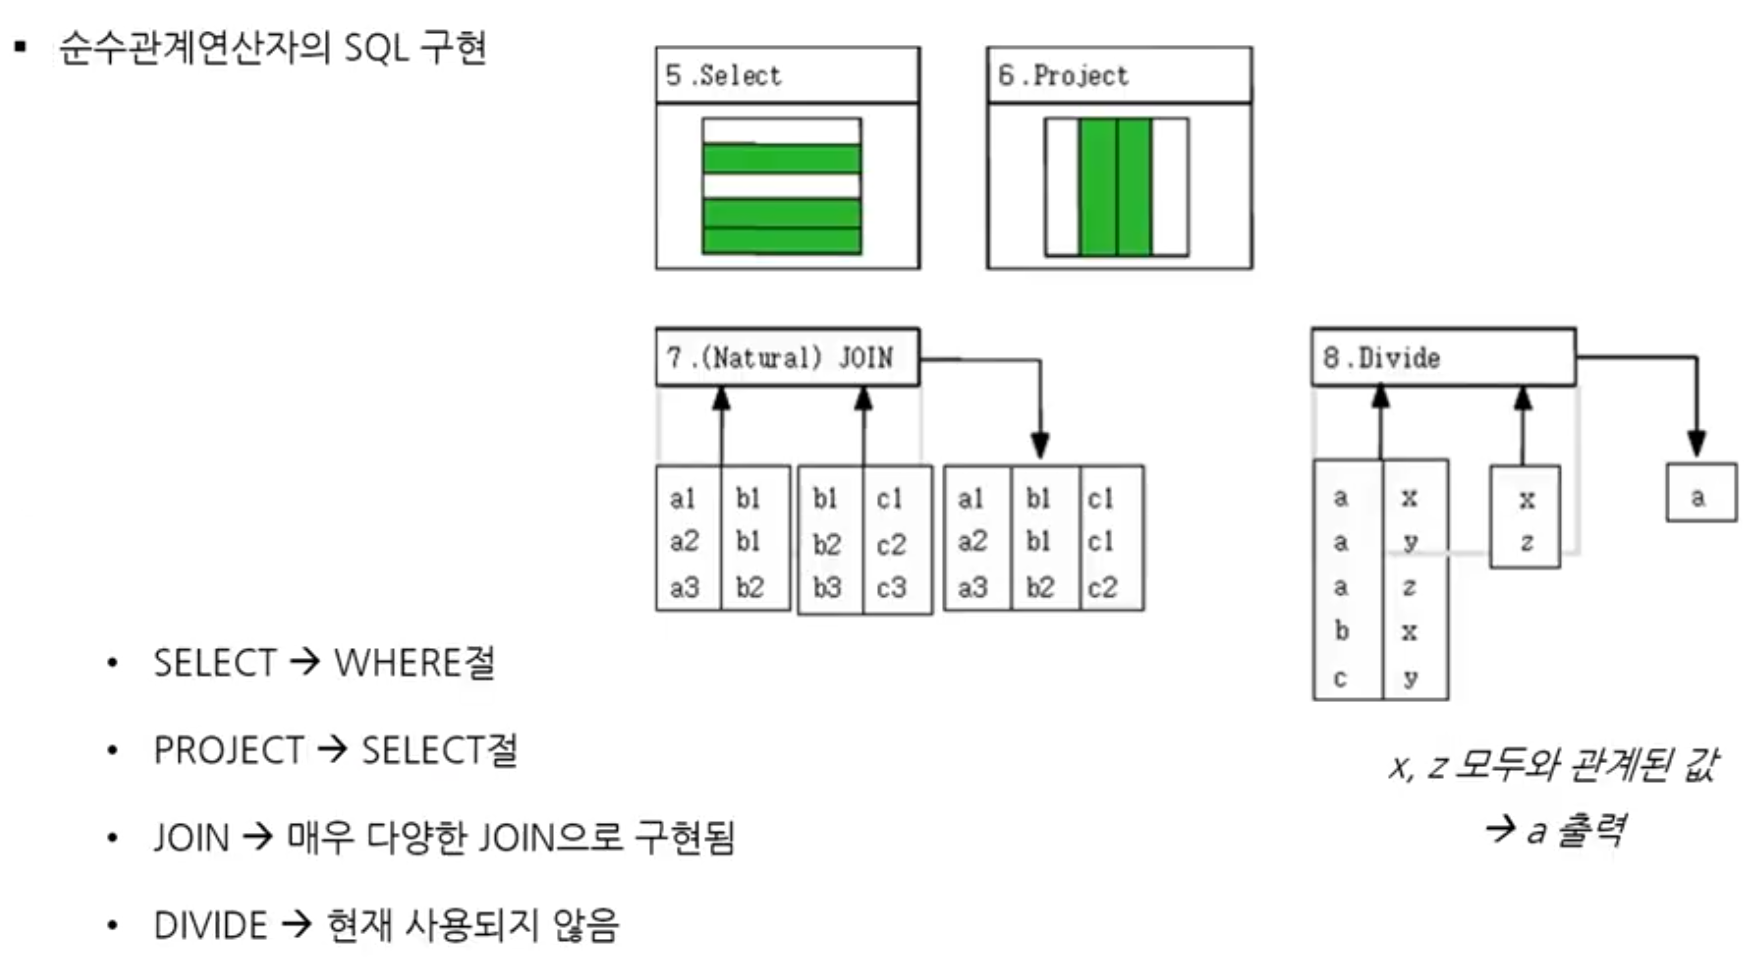 ▪ 순수관계연산자의 SQL 구현
5.Select
6.Project
7.(Natural) JOIN
a1 b1
a2 b1
a3 b2
b1 c1
b2 c2
b3 c3
a1 b1 c1
a2 b1 c1
a3 b2 c2
8.Divide
a x
a y
a z
b x
c y
x
z
a
x, z 모두와 관계된 값
→ a 출력
• SELECT → WHERE절
• PROJECT → SELECT절
• JOIN → 매우 다양한 JOIN으로 구현됨
• DIVIDE → 현재 사용되지 않음